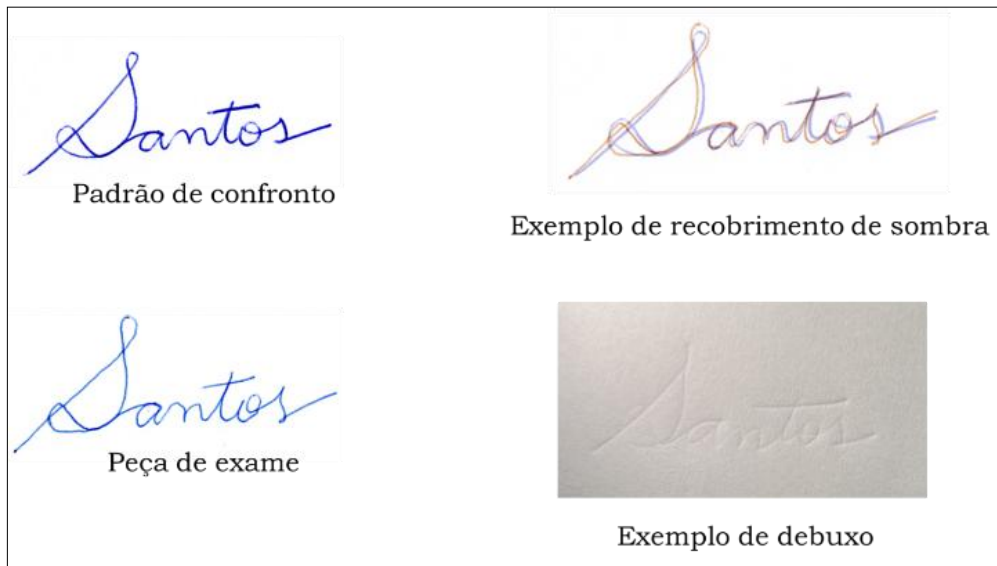 Santos
Padrão de confronto
Santos
Exemplo de recobrimento de sombra
Santos
Peça de exame
Santos
Exemplo de debuxo